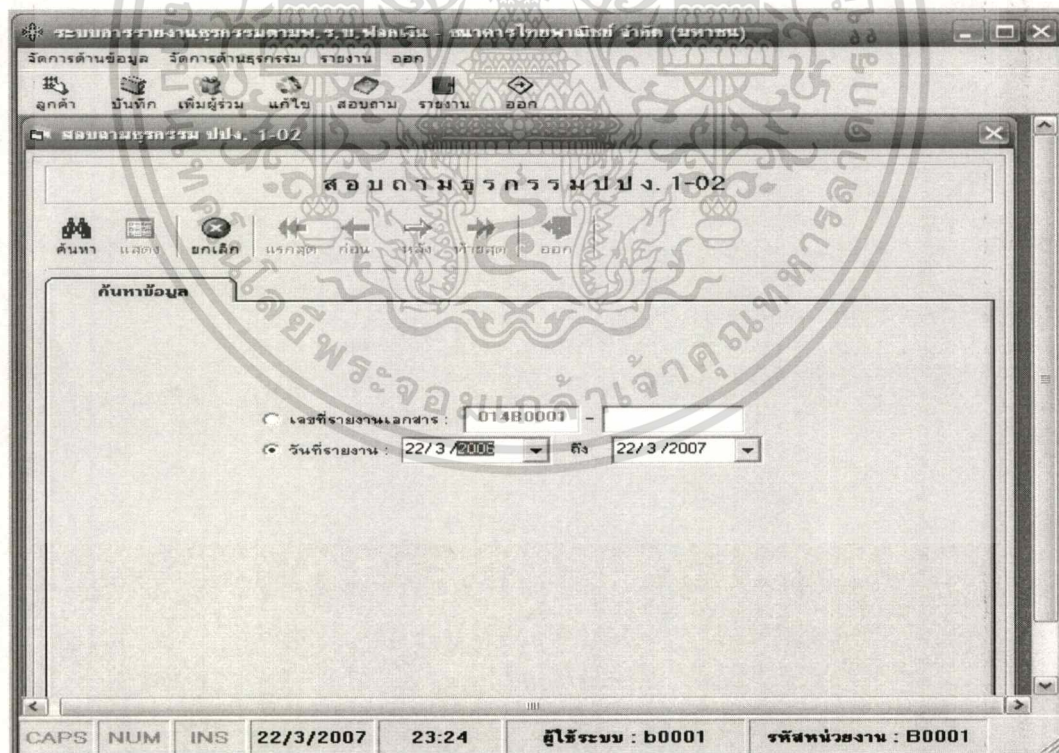 ระบบการรายงานธุรกรรมตามพ.ร.บ.ฟอกเงิน - ธนาคารไทยพาณิชย์ จำกัด (มหาชน)
จัดการด้านข้อมูล จัดการด้านธุรกรรม รายงาน ออก
ลูกค้า บันทึก เพิ่มผู้ร่วม แก้ไข สอบถาม รายงาน ออก
สอบถามธุรกรรม ปปง. 1-02
สอบถามธุรกรรมปปง. 1-02
ค้นหา แสดง ยกเลิก แรกสุด ก่อน หลัง ท้ายสุด ออก
ค้นหาข้อมูล
เลขที่รายงานเอกสาร : 014B0001 -
วันที่รายงาน : 22/3/2006 ถึง 22/3/2007
CAPS NUM INS 22/3/2007 23:24 ผู้ใช้ระบบ : b0001 รหัสหน่วยงาน : B0001